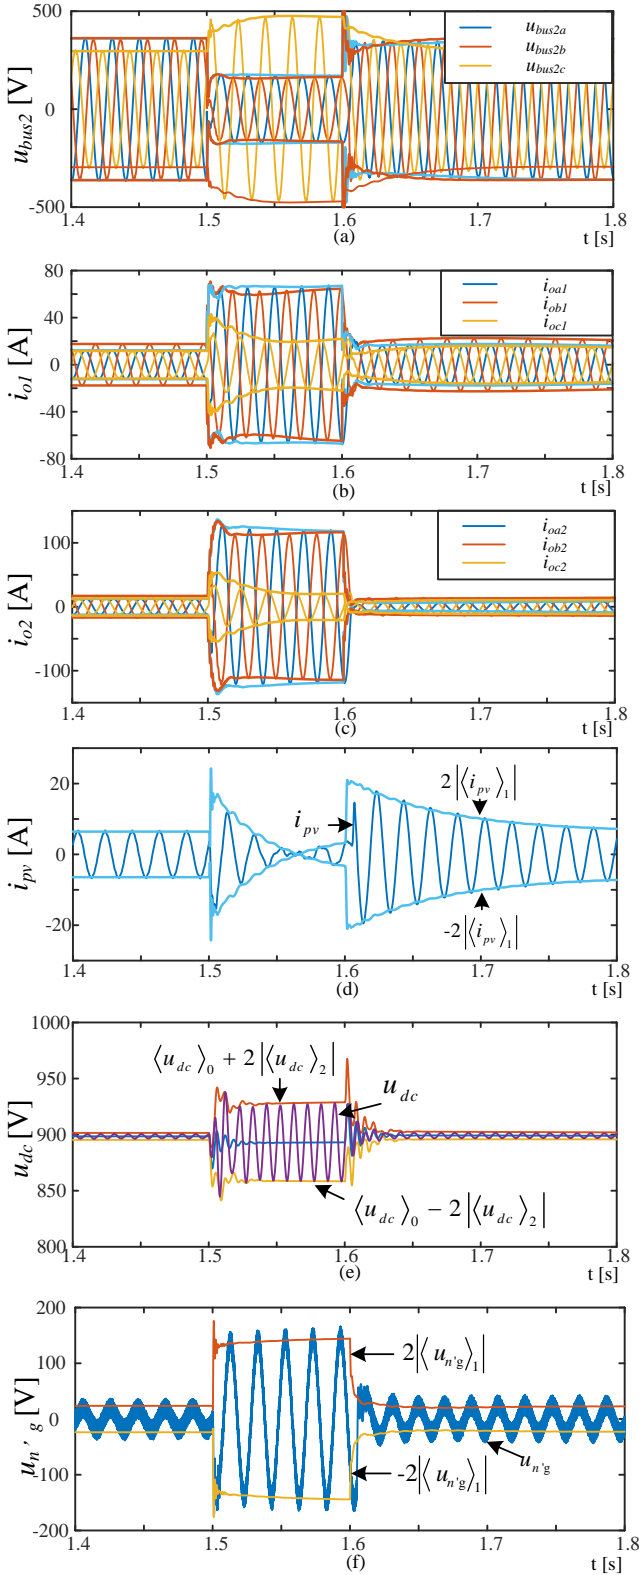 500
0
-500
u_bus2 [V]
u_bus2a
u_bus2b
u_bus2c
1.4 1.5 1.6 1.7 1.8
(a) t [s]
80
40
0
-40
-80
i_o1 [A]
i_oa1
i_ob1
i_oc1
1.4 1.5 1.6 1.7 1.8
(b) t [s]
100
0
-100
i_o2 [A]
i_oa2
i_ob2
i_oc2
1.4 1.5 1.6 1.7 1.8
(c) t [s]
20
0
-20
i_pv [A]
2|⟨i_pv⟩_1|
i_pv
-2|⟨i_pv⟩_1|
1.4 1.5 1.6 1.7 1.8
(d) t [s]
1000
950
900
850
800
u_dc [V]
⟨u_dc⟩_0 + 2|⟨u_dc⟩_2|
u_dc
⟨u_dc⟩_0 − 2|⟨u_dc⟩_2|
1.4 1.5 1.6 1.7 1.8
(e) t [s]
200
100
0
-100
-200
u_n'g [V]
2|⟨u_n'g⟩_1|
u_n'g
-2|⟨u_n'g⟩_1|
1.4 1.5 1.6 1.7 1.8
(f) t [s]